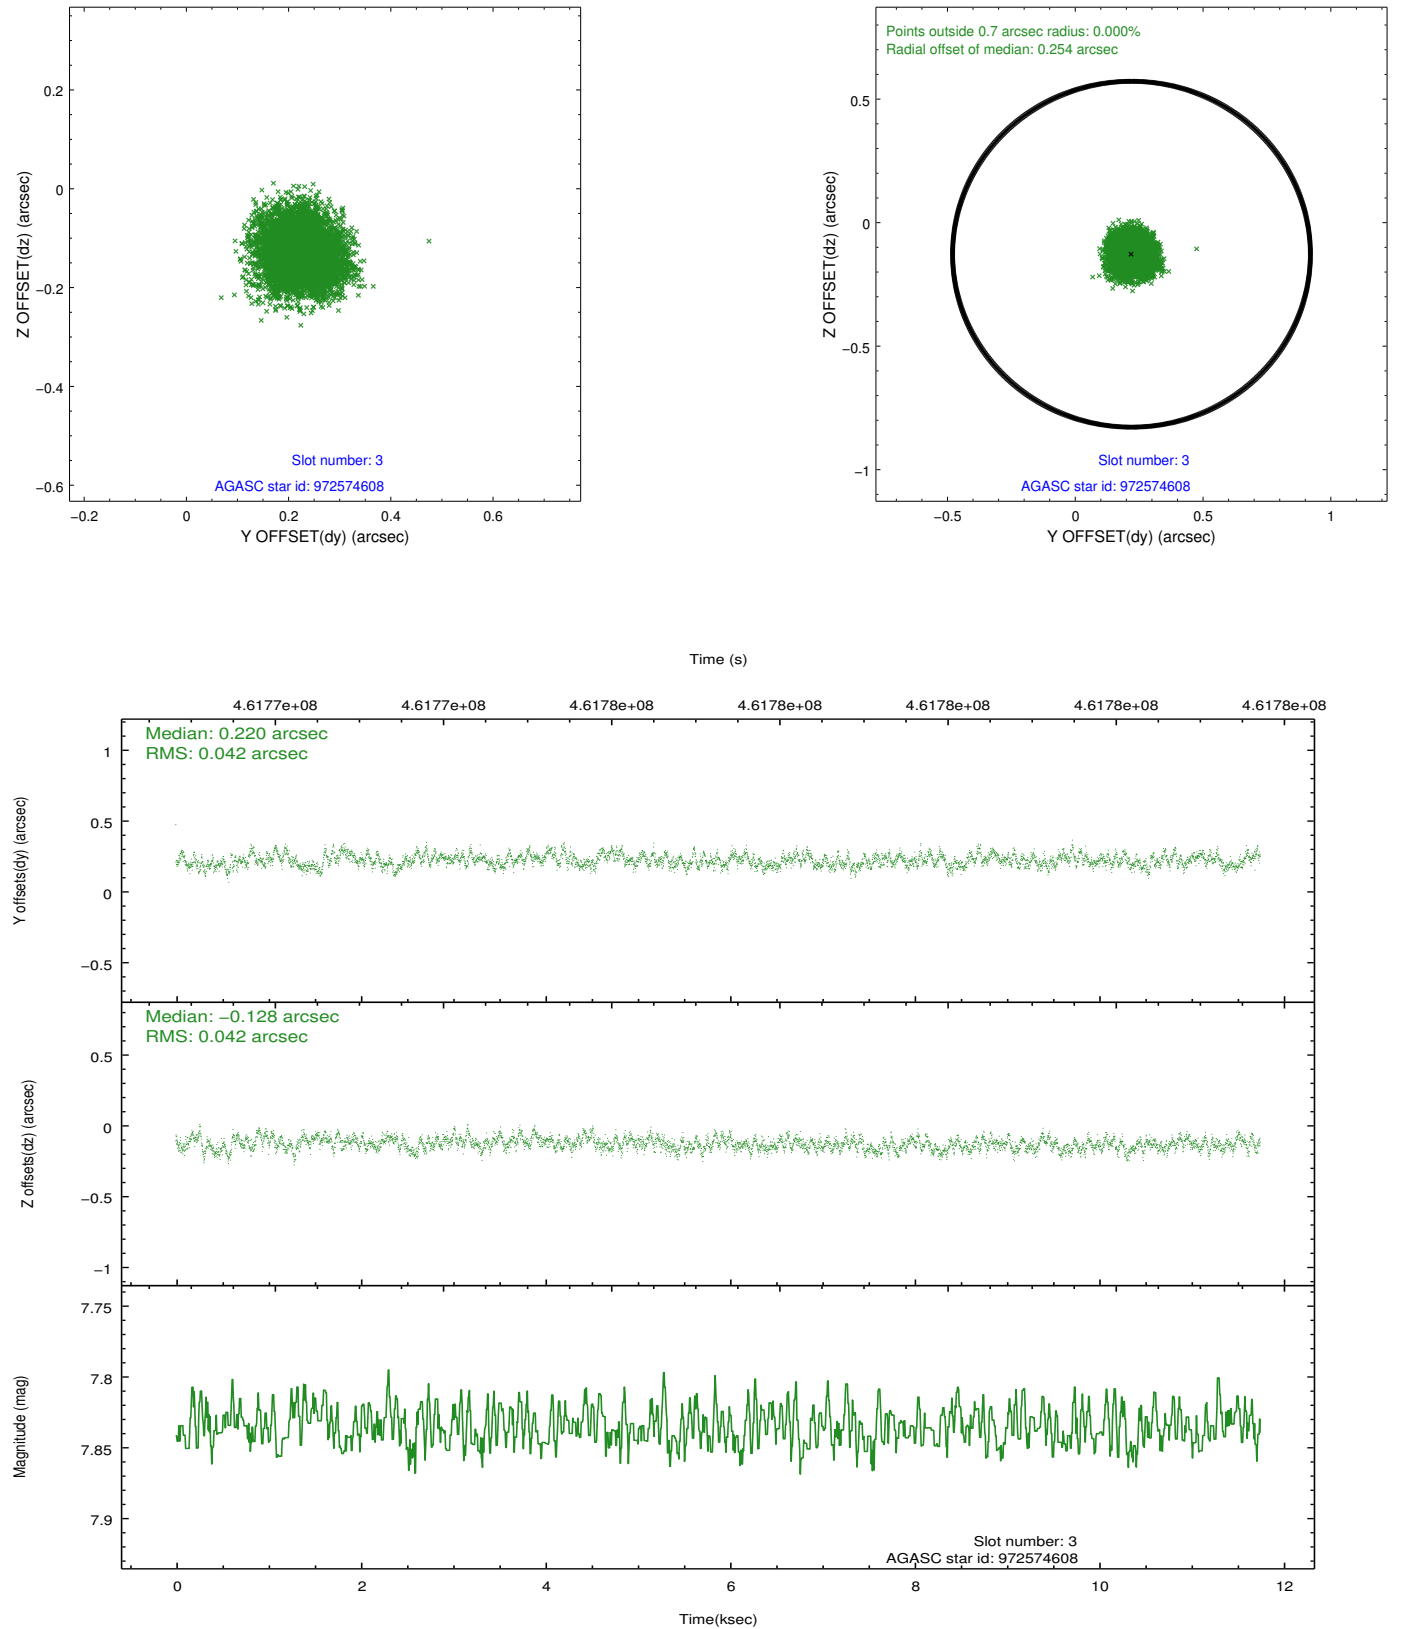 0.2
0
−0.2
−0.4
−0.6
Z OFFSET(dz) (arcsec)
Slot number: 3
AGASC star id: 972574608
−0.2
0
0.2
0.4
0.6
Y OFFSET(dy) (arcsec)
Points outside 0.7 arcsec radius: 0.000%
Radial offset of median: 0.254 arcsec
0.5
0
−0.5
−1
Z OFFSET(dz) (arcsec)
Slot number: 3
AGASC star id: 972574608
−0.5
0
0.5
1
Y OFFSET(dy) (arcsec)
Time (s)
4.6177e+08
4.6177e+08
4.6178e+08
4.6178e+08
4.6178e+08
4.6178e+08
4.6178e+08
Median: 0.220 arcsec
RMS: 0.042 arcsec
1
0.5
0
−0.5
Y offsets(dy) (arcsec)
Median: −0.128 arcsec
RMS: 0.042 arcsec
0.5
0
−0.5
−1
Z offsets(dz) (arcsec)
7.75
7.8
7.85
7.9
Magnitude (mag)
Slot number: 3
AGASC star id: 972574608
0
2
4
6
8
10
12
Time(ksec)